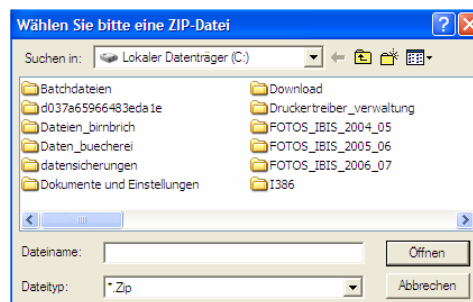 Wählen Sie bitte eine ZIP-Datei
Suchen in: Lokaler Datenträger (C:)
Batchdateien
d037a65966483eda1e
Dateien_birnbrich
Daten_buecherei
datensicherungen
Dokumente und Einstellungen
Download
Druckertreiber_verwaltung
FOTOS_IBIS_2004_05
FOTOS_IBIS_2005_06
FOTOS_IBIS_2006_07
I386
Dateiname: Öffnen
Dateityp: *.Zip Abbrechen